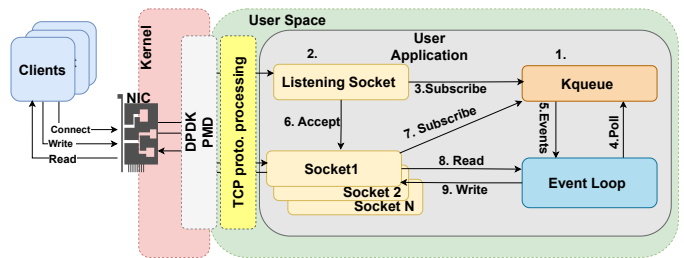 User Space
Kernel
User
Application
2.
1.
Clients
NIC
DPDK
PMD
TCP proto. processing
Listening Socket
3.Subscribe
Kqueue
Connect
Write
Read
6. Accept
7. Subscribe
5.Events
4.Poll
Socket1
8. Read
Event Loop
9. Write
Socket 2
Socket N